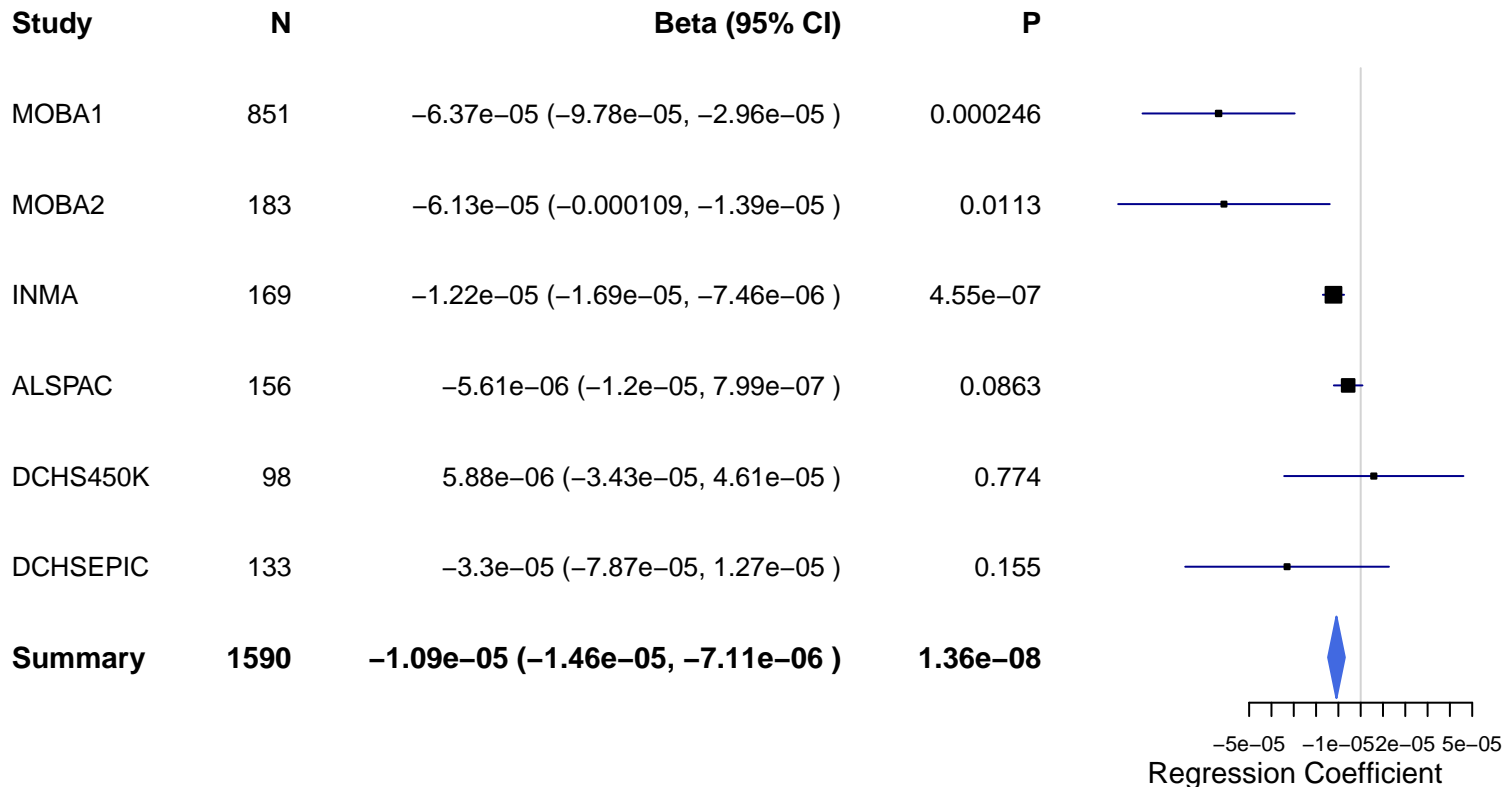 Study N Beta (95% CI) P
MOBA1 851 −6.37e−05 (−9.78e−05, −2.96e−05 ) 0.000246
MOBA2 183 −6.13e−05 (−0.000109, −1.39e−05 ) 0.0113
INMA 169 −1.22e−05 (−1.69e−05, −7.46e−06 ) 4.55e−07
ALSPAC 156 −5.61e−06 (−1.2e−05, 7.99e−07 ) 0.0863
DCHS450K 98 5.88e−06 (−3.43e−05, 4.61e−05 ) 0.774
DCHSEPIC 133 −3.3e−05 (−7.87e−05, 1.27e−05 ) 0.155
Summary 1590 −1.09e−05 (−1.46e−05, −7.11e−06 ) 1.36e−08
−5e−05 −1e−05 2e−05 5e−05
Regression Coefficient